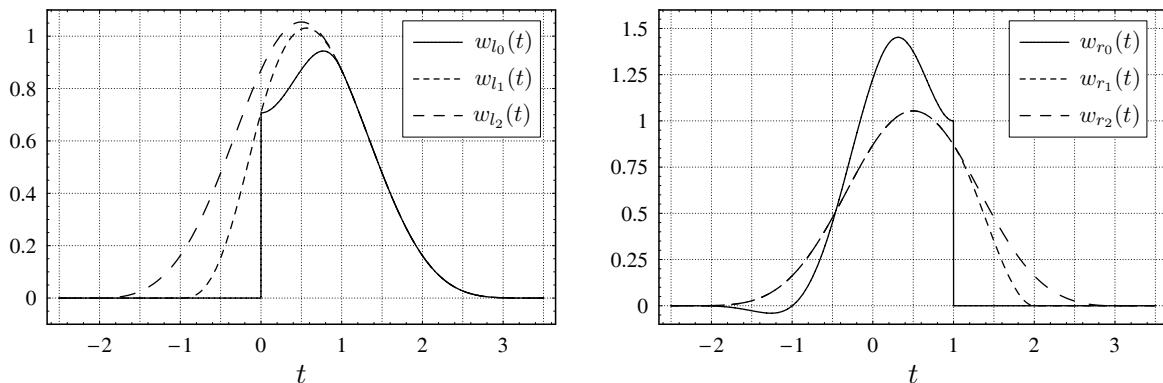 1
0.8
0.6
0.4
0.2
0
−2 −1 0 1 2 3
t
w_{l_0}(t)
w_{l_1}(t)
w_{l_2}(t)
1.5
1.25
1
0.75
0.5
0.25
0
−2 −1 0 1 2 3
t
w_{r_0}(t)
w_{r_1}(t)
w_{r_2}(t)